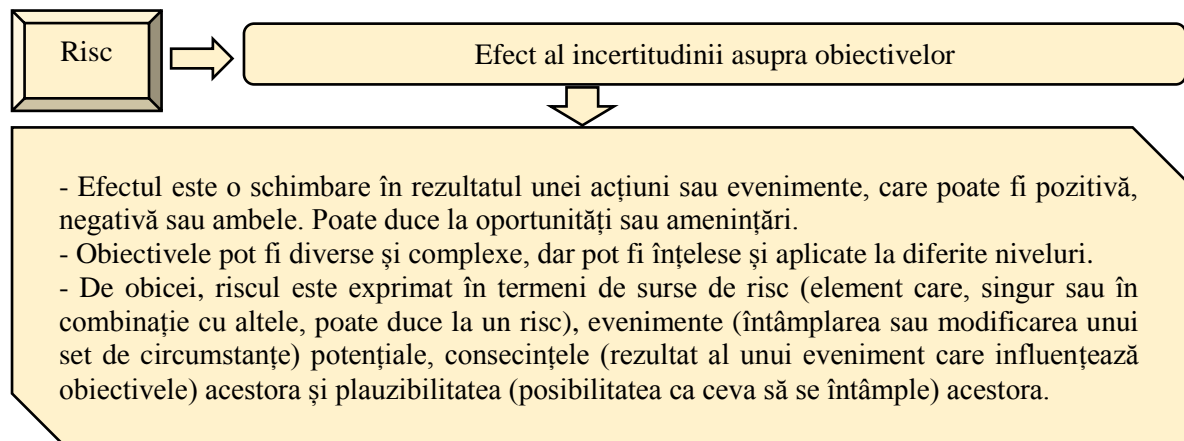 Risc
Efect al incertitudinii asupra obiectivelor
- Efectul este o schimbare în rezultatul unei acțiuni sau evenimente, care poate fi pozitivă,
negativă sau ambele. Poate duce la oportunități sau amenințări.
- Obiectivele pot fi diverse și complexe, dar pot fi înțelese și aplicate la diferite niveluri.
- De obicei, riscul este exprimat în termeni de surse de risc (element care, singur sau în
combinație cu altele, poate duce la un risc), evenimente (întâmplarea sau modificarea unui
set de circumstanțe) potențiale, consecințele (rezultat al unui eveniment care influențează
obiectivele) acestora și plauzibilitatea (posibilitatea ca ceva să se întâmple) acestora.